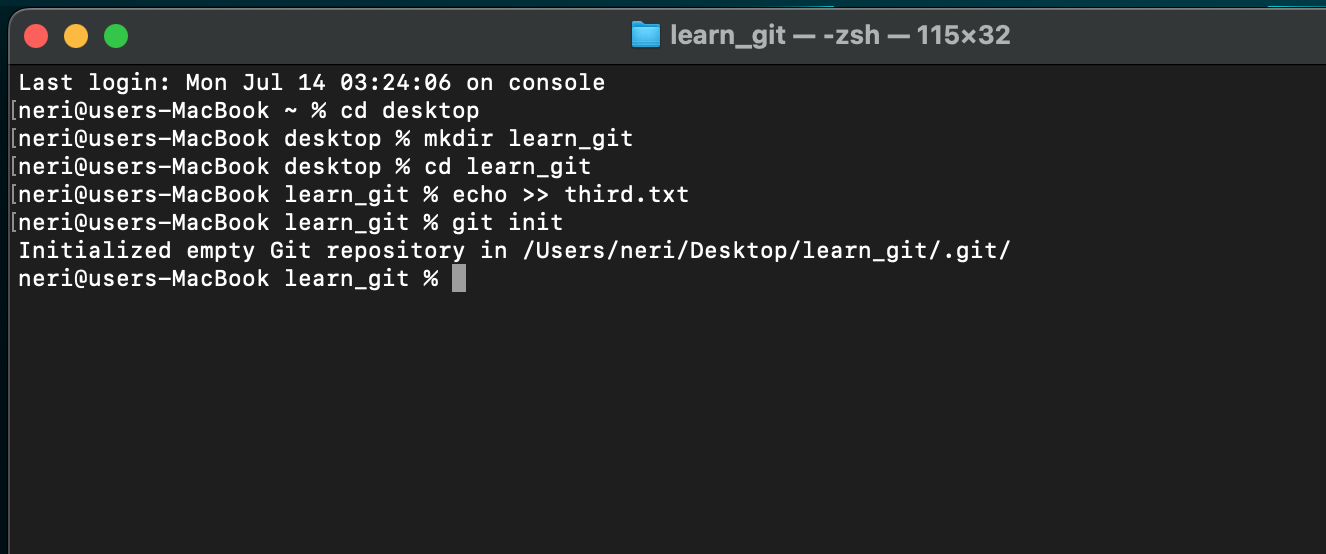 learn_git — -zsh — 115×32
Last login: Mon Jul 14 03:24:06 on console
[neri@users-MacBook ~ % cd desktop
[neri@users-MacBook desktop % mkdir learn_git
[neri@users-MacBook desktop % cd learn_git
[neri@users-MacBook learn_git % echo >> third.txt
[neri@users-MacBook learn_git % git init
Initialized empty Git repository in /Users/neri/Desktop/learn_git/.git/
neri@users-MacBook learn_git %